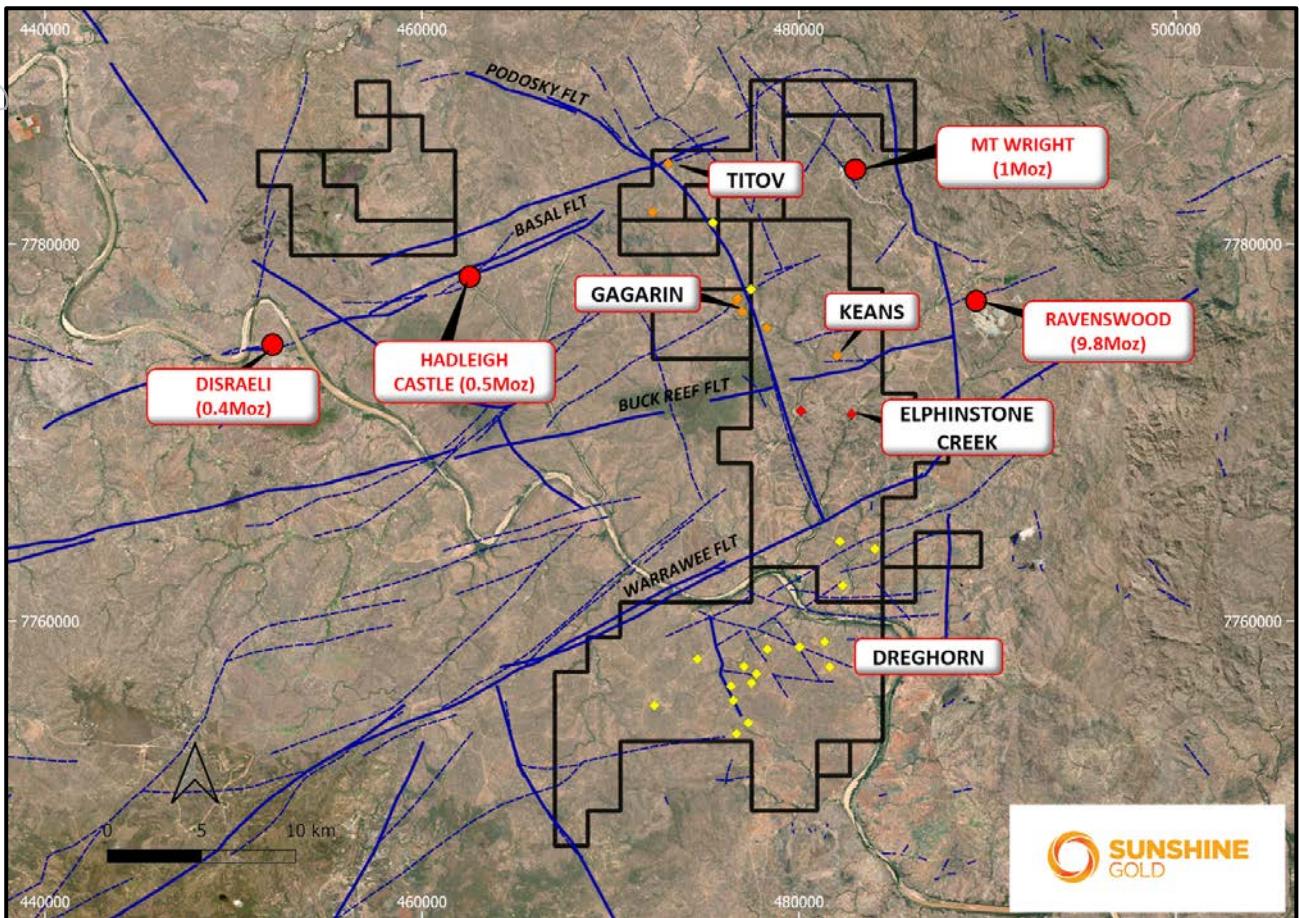 440000
460000
480000
500000
PODOSKY FLT
MT WRIGHT
(1Moz)
TITOV
BASAL FLT
7780000
7780000
GAGARIN
KEANS
RAVENSWOOD
(9.8Moz)
HADLEIGH
CASTLE (0.5Moz)
DISRAELI
(0.4Moz)
BUCK REEF FLT
ELPHINSTONE
CREEK
WARRAWEE FLT
7760000
7760000
DREGHORN
0 5 10 km
SUNSHINE
GOLD
440000
460000
480000